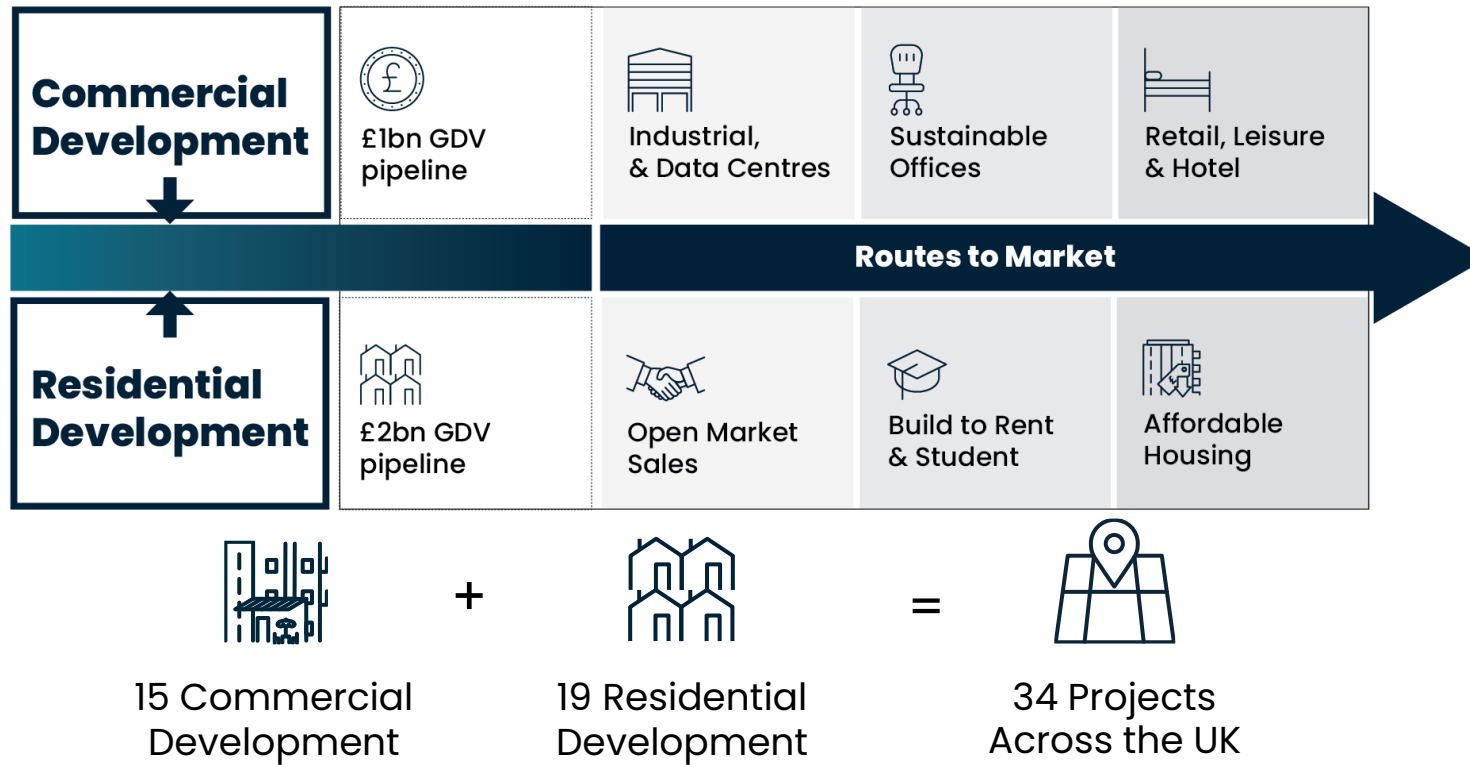 Commercial
Development
£1bn GDV
pipeline
Industrial,
& Data Centres
Sustainable
Offices
Retail, Leisure
& Hotel
Routes to Market
Residential
Development
£2bn GDV
pipeline
Open Market
Sales
Build to Rent
& Student
Affordable
Housing
+
=
15 Commercial
Development
19 Residential
Development
34 Projects
Across the UK